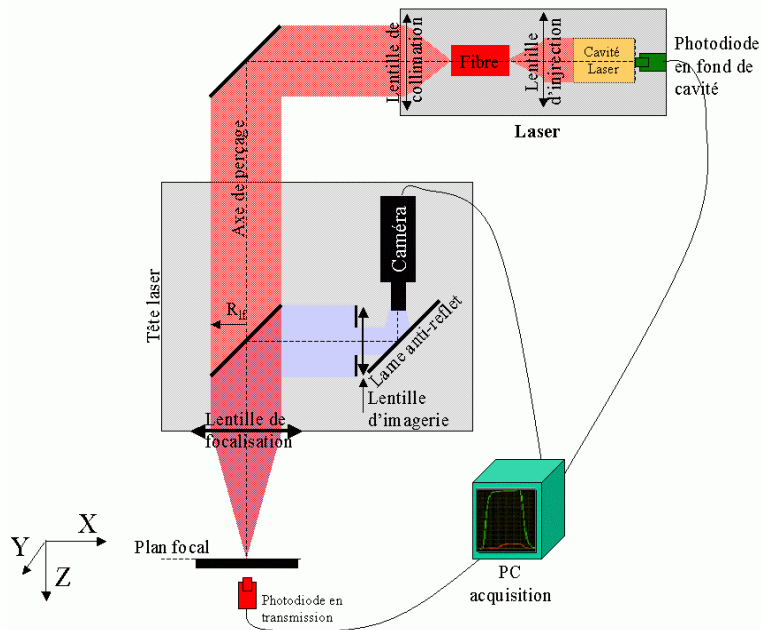 Lentille de
collimation
Fibre
Lentille
d'injrection
Cavité
Laser
Photodiode
en fond de
cavité
Laser
Axe de perçage
Tête laser
Caméra
R
Lame anti-reflet
Lentille
d'imagerie
Lentille de
focalisation
X
Y
Z
Plan focal
Photodiode en
transmission
PC
acquisition